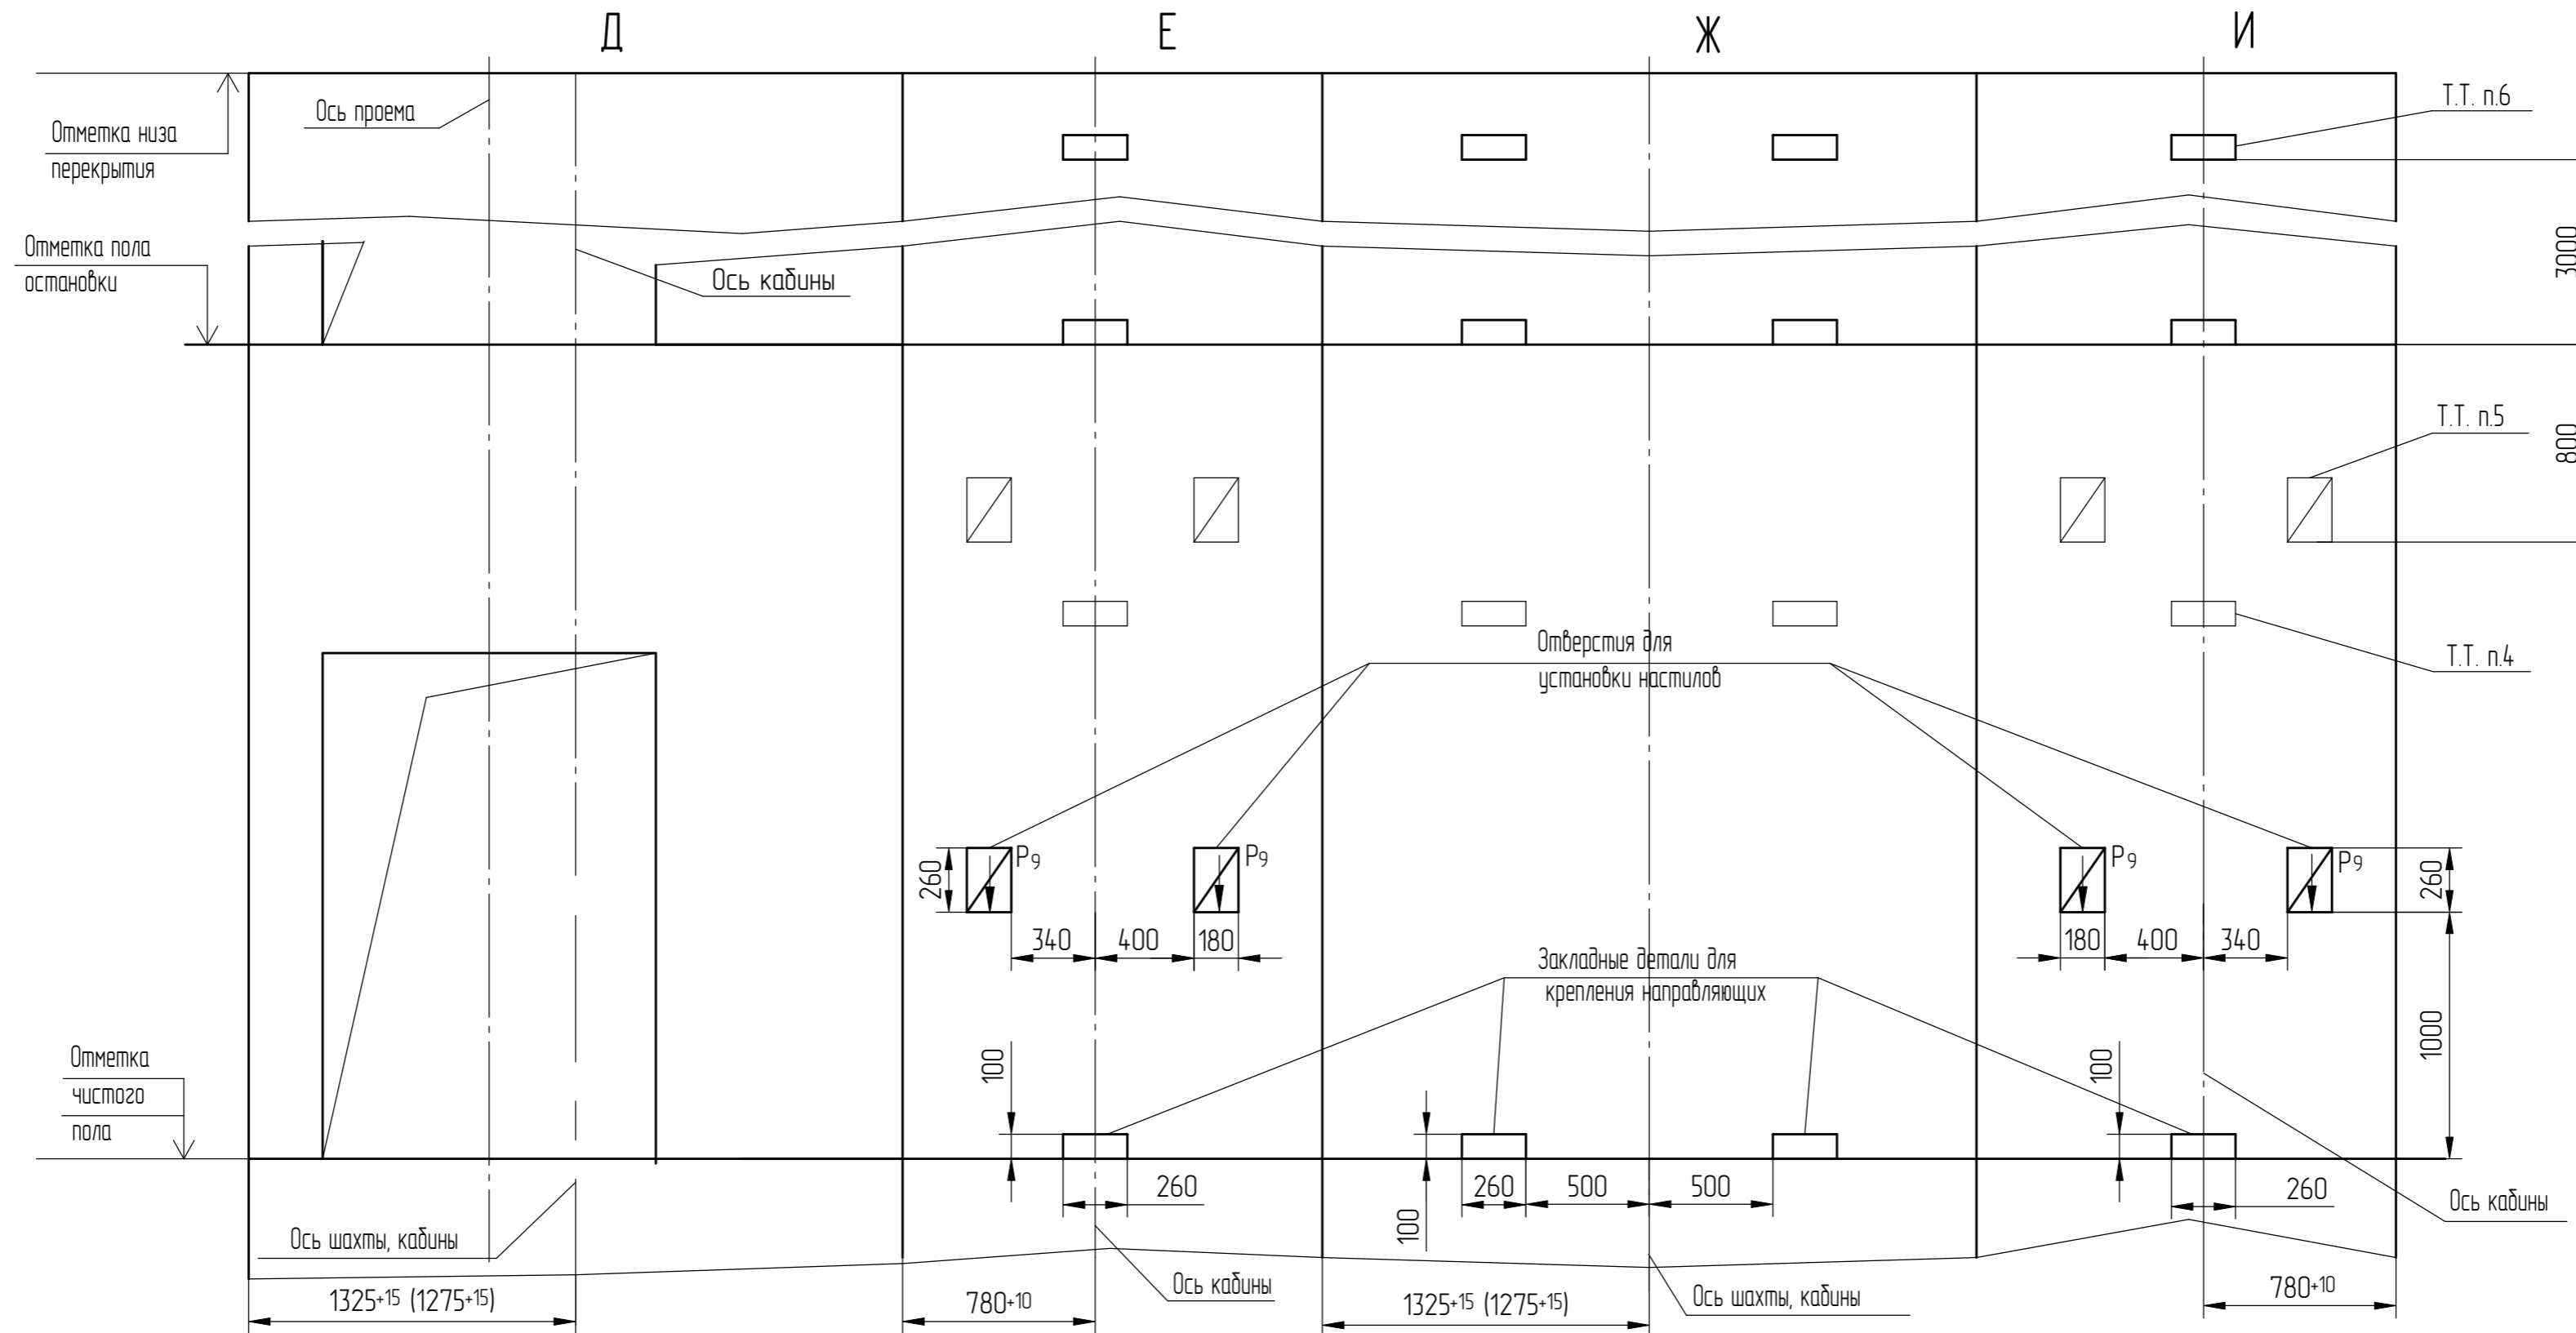 Д
Е
Ж
И
Ось проема
Т.Т. п.6
Отметка низа
перекрытия
Отметка пола
остановки
Ось кабины
3000
Т.Т. п.5
800
Отверстия для
установки настилов
Т.Т. п.4
P9
P9
P9
P9
260
260
340
400
180
180
400
340
Закладные детали для
крепления направляющих
1000
Отметка
чистого
пола
100
100
100
260
260
500
500
260
Ось кабины
Ось шахты, кабины
Ось кабины
Ось шахты, кабины
1325+15 (1275+15)
780+10
1325+15 (1275+15)
780+10